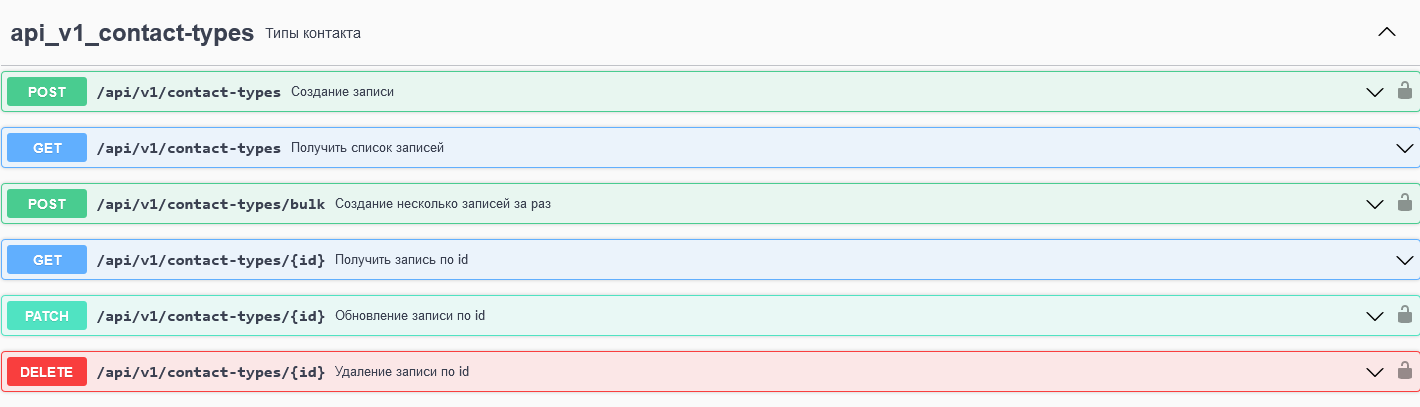 api_v1_contact-types Типы контакта
POST /api/v1/contact-types Создание записи
GET /api/v1/contact-types Получить список записей
POST /api/v1/contact-types/bulk Создание несколько записей за раз
GET /api/v1/contact-types/{id} Получить запись по id
PATCH /api/v1/contact-types/{id} Обновление записи по id
DELETE /api/v1/contact-types/{id} Удаление записи по id